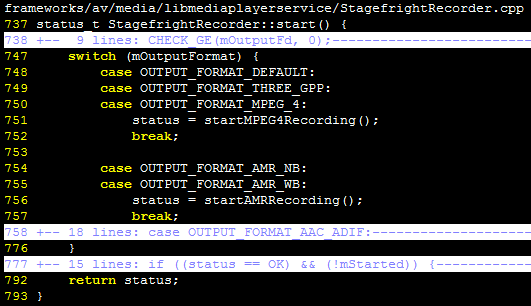 frameworks/av/media/libmediaplayerservice/StagefrightRecorder.cpp
737 status_t StagefrightRecorder::start() {
738 +--  9 lines: CHECK_GE(mOutputFd, 0);-------------------------
747     switch (mOutputFormat) {
748         case OUTPUT_FORMAT_DEFAULT:
749         case OUTPUT_FORMAT_THREE_GPP:
750         case OUTPUT_FORMAT_MPEG_4:
751             status = startMPEG4Recording();
752             break;
753
754         case OUTPUT_FORMAT_AMR_NB:
755         case OUTPUT_FORMAT_AMR_WB:
756             status = startAMRRecording();
757             break;
758 +-- 18 lines: case OUTPUT_FORMAT_AAC_ADIF:--------------------
776     }
777 +-- 15 lines: if ((status == OK) && (!mStarted)) {------------
792     return status;
793 }